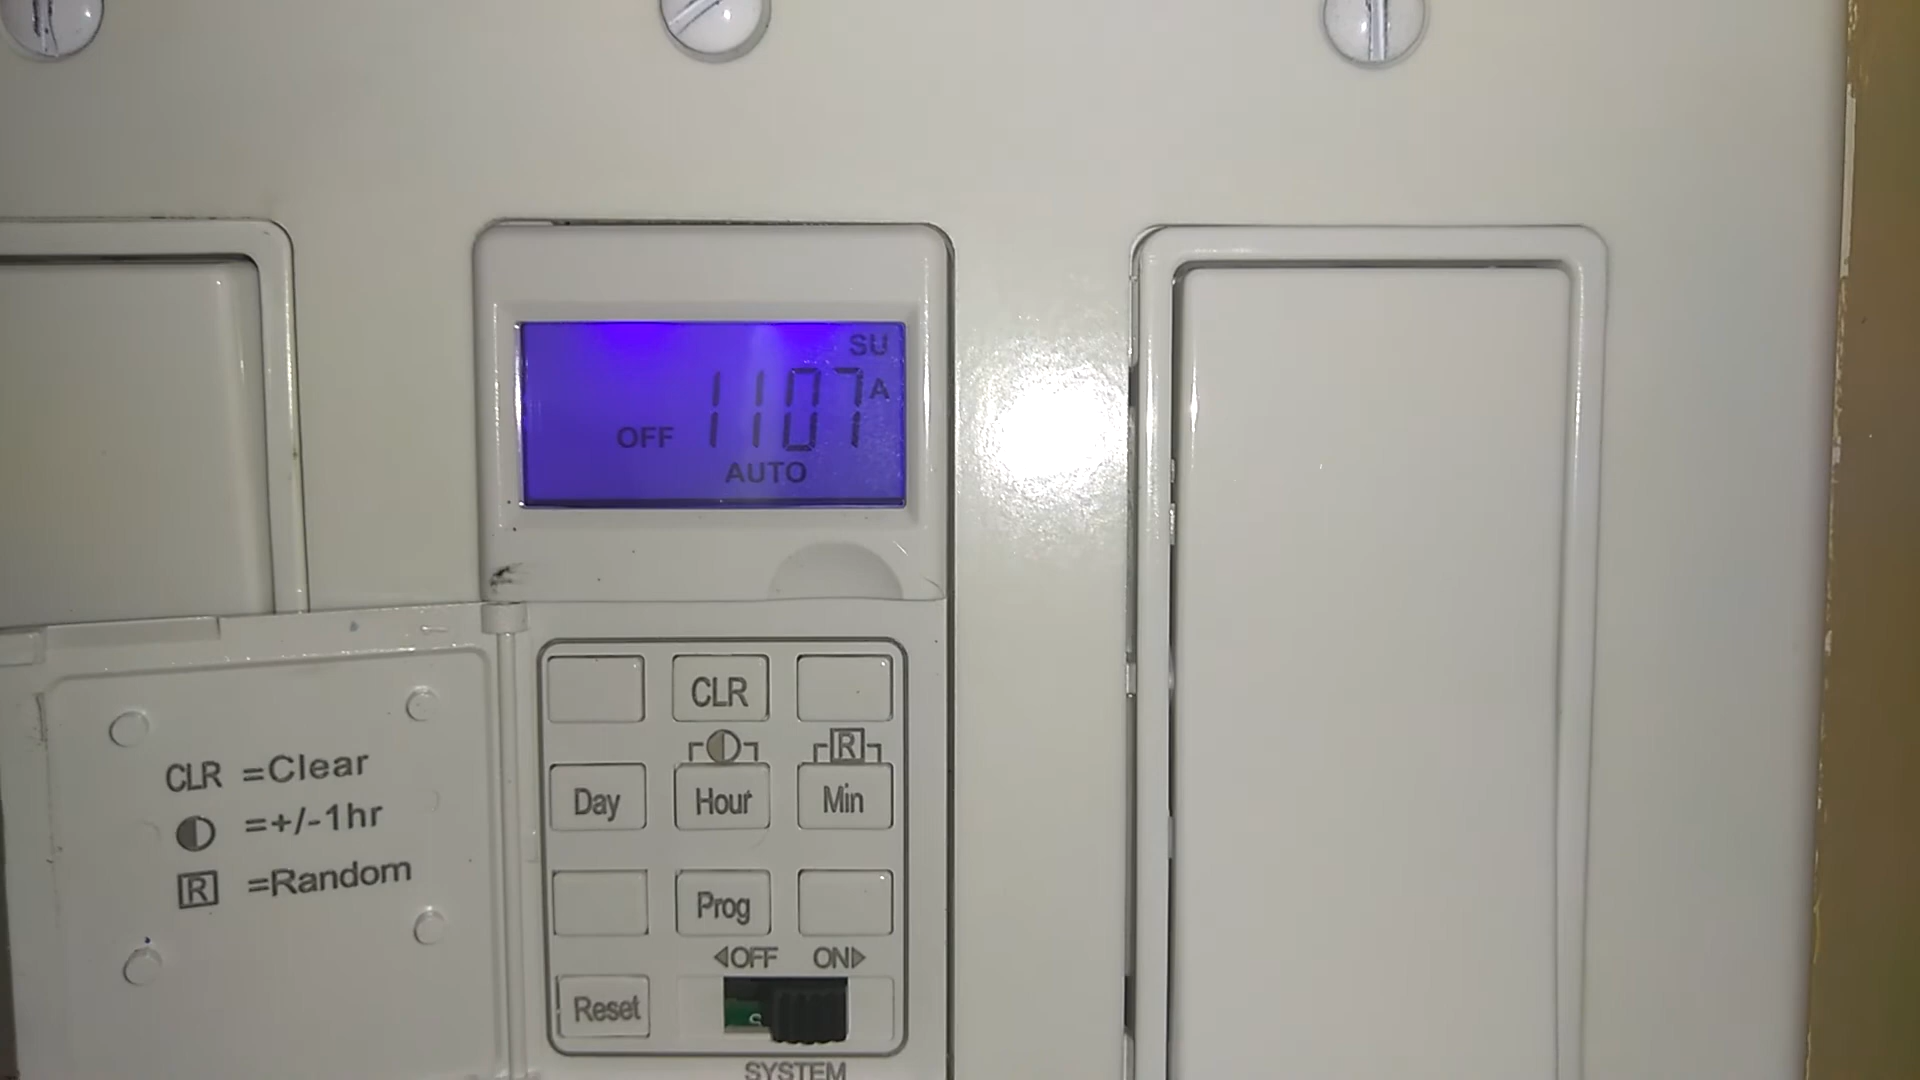 SU
OFF 1107 A
AUTO
CLR
R
Day Hour Min
Prog
◁OFF ON▷
Reset
SYSTEM
CLR =Clear
◐ =+/-1hr
R =Random